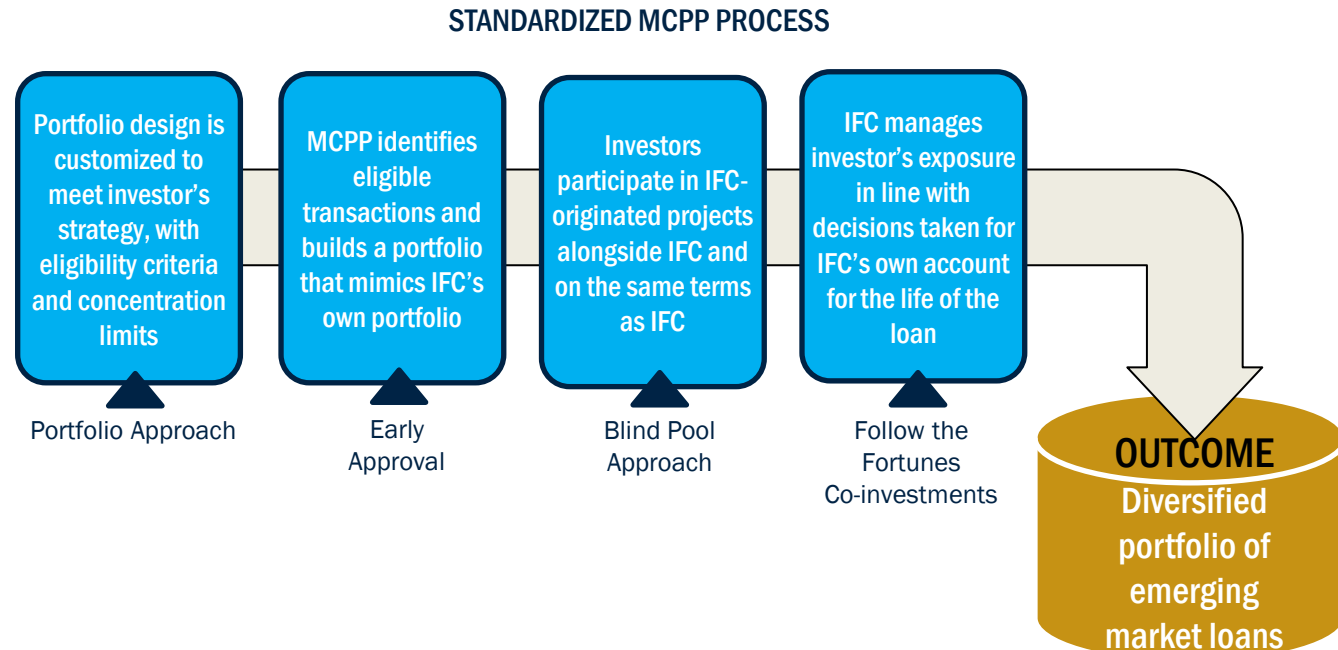 STANDARDIZED MCPP PROCESS
Portfolio design is
customized to
meet investor’s
strategy, with
eligibility criteria
and concentration
limits
Portfolio Approach
MCPP identifies
eligible
transactions and
builds a portfolio
that mimics IFC’s
own portfolio
Early
Approval
Investors
participate in IFC-
originated projects
alongside IFC and
on the same terms
as IFC
Blind Pool
Approach
IFC manages
investor’s exposure
in line with
decisions taken for
IFC’s own account
for the life of the
loan
Follow the
Fortunes
Co-investments
OUTCOME
Diversified
portfolio of
emerging
market loans